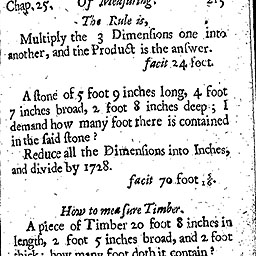 Chap. 25. Of Measuring. 215
The Rule is,
Multiply the 3 Dimensions one into
another, and the Product is the answer.
facit 24 foot.
A stone of 5 foot 9 inches long, 4 foot
7 inches broad, 2 foot 8 inches deep; I
demand how many foot there is contained
in the said stone?
Reduce all the Dimensions into Inches,
and divide by 1728.
facit 70 foot
How to measure Timber.
A piece of Timber 20 foot 8 inches in
length, 2 foot 5 inches broad, and 2 foot
thick; how many foot doth it contain?